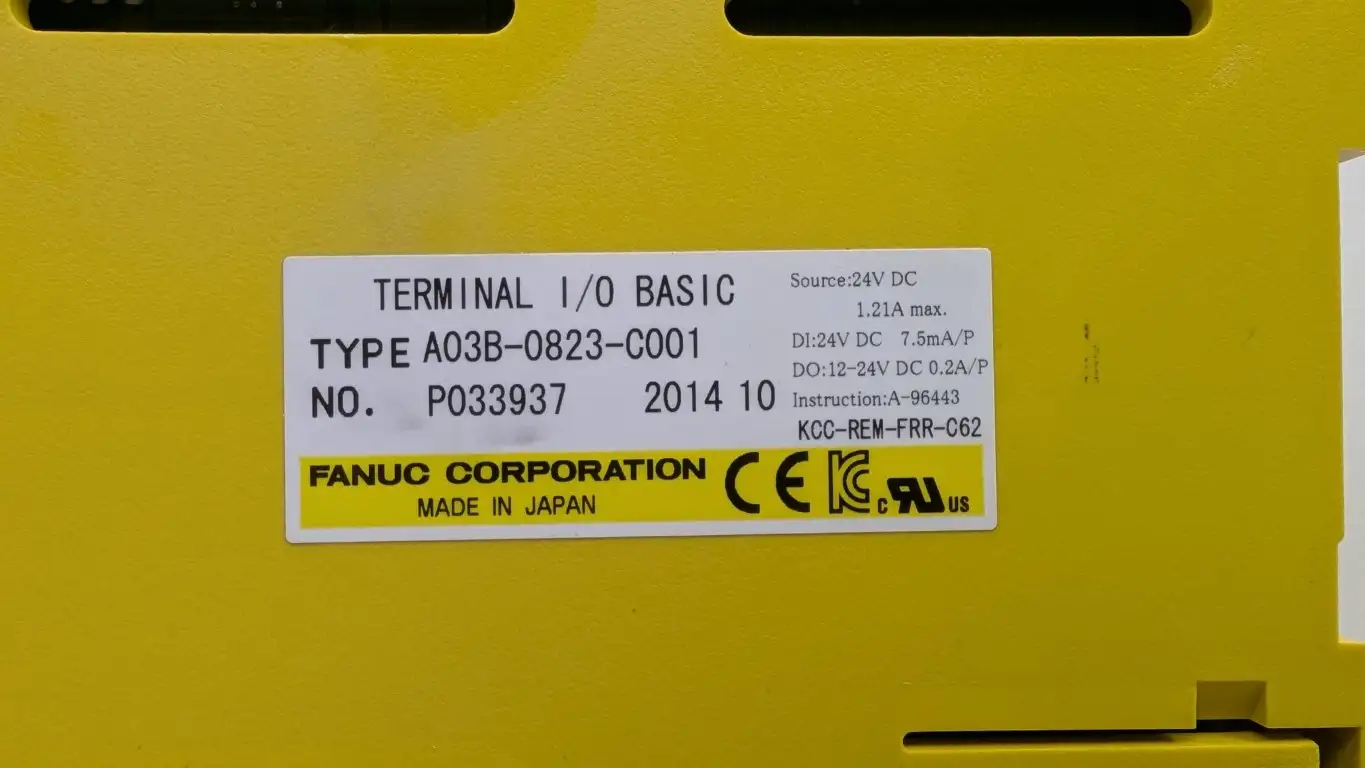 TERMINAL I/O BASIC
TYPE A03B-0823-C001
NO. P033937 2014 10
Source:24V DC
1.21A max.
DI:24V DC 7.5mA/P
DO:12-24V DC 0.2A/P
Instruction:A-96443
KCC-REM-FRR-C62
FANUC CORPORATION
MADE IN JAPAN
CE KC c RU US